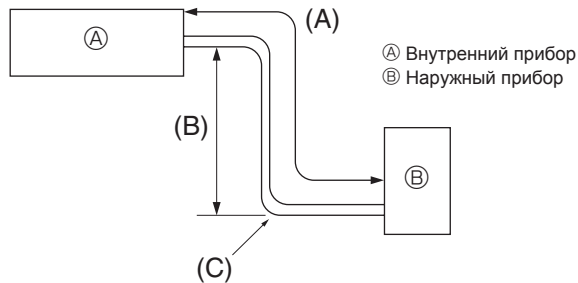 (A)
Ⓐ
Ⓐ Внутренний прибор
Ⓑ Наружный прибор
(B)
Ⓑ
(C)